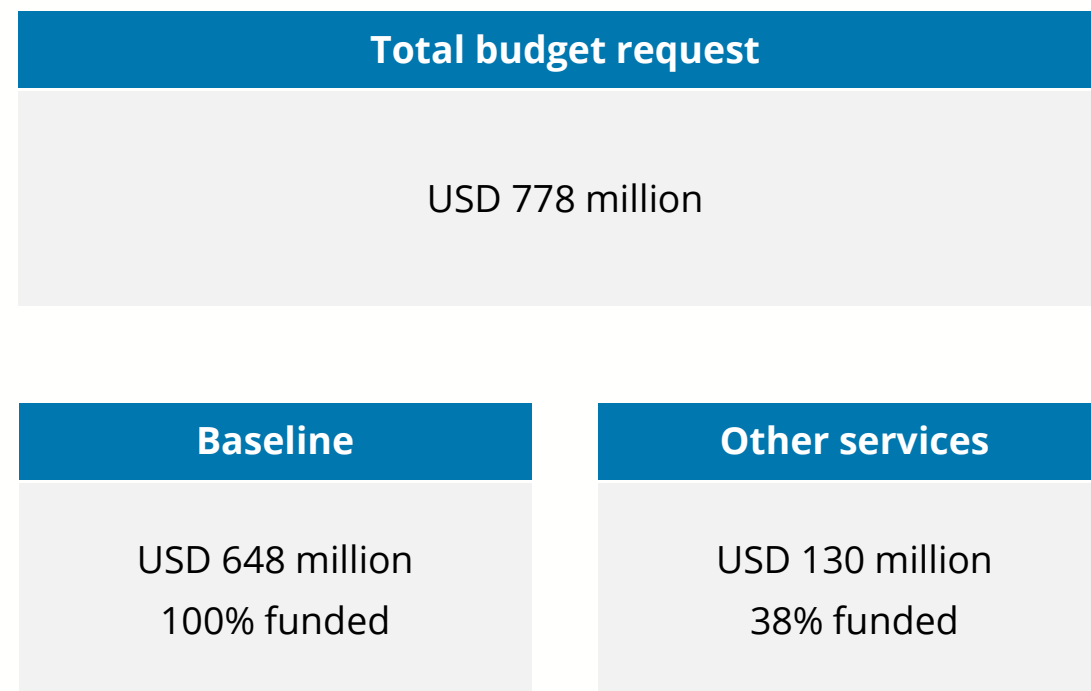 Total budget request
USD 778 million
Baseline
USD 648 million
100% funded
Other services
USD 130 million
38% funded